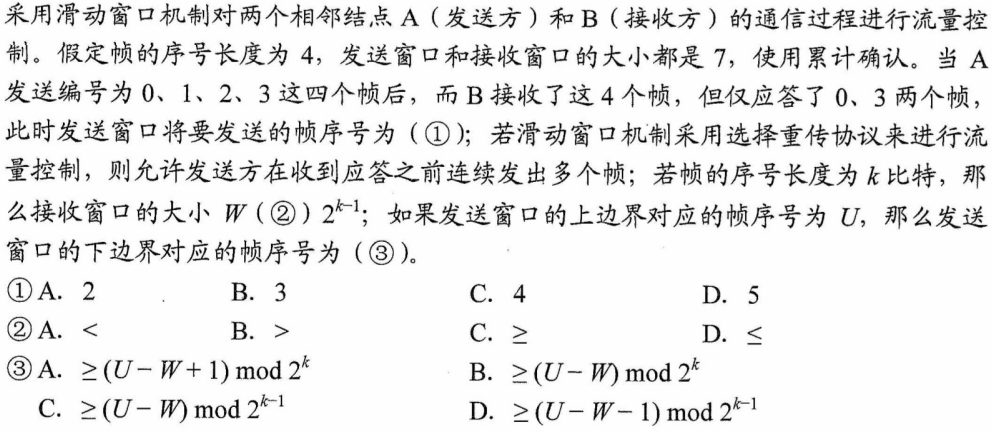 采用滑动窗口机制对两个相邻结点 A（发送方）和 B（接收方）的通信过程进行流量控
制。假定帧的序号长度为 4，发送窗口和接收窗口的大小都是 7，使用累计确认。当 A
发送编号为 0、1、2、3 这四个帧后，而 B 接收了这 4 个帧，但仅应答了 0、3 两个帧，
此时发送窗口将要发送的帧序号为（①）；若滑动窗口机制采用选择重传协议来进行流
量控制，则允许发送方在收到应答之前连续发出多个帧；若帧的序号长度为 k 比特，那
么接收窗口的大小 W（②）2^{k-1}；如果发送窗口的上边界对应的帧序号为 U，那么发送
窗口的下边界对应的帧序号为（③）。
①A. 2 B. 3 C. 4 D. 5
②A. < B. > C. ≥ D. ≤
③A. ≥(U－W＋1) mod 2^k B. ≥(U－W) mod 2^k
C. ≥(U－W) mod 2^{k-1} D. ≥(U－W－1) mod 2^{k-1}